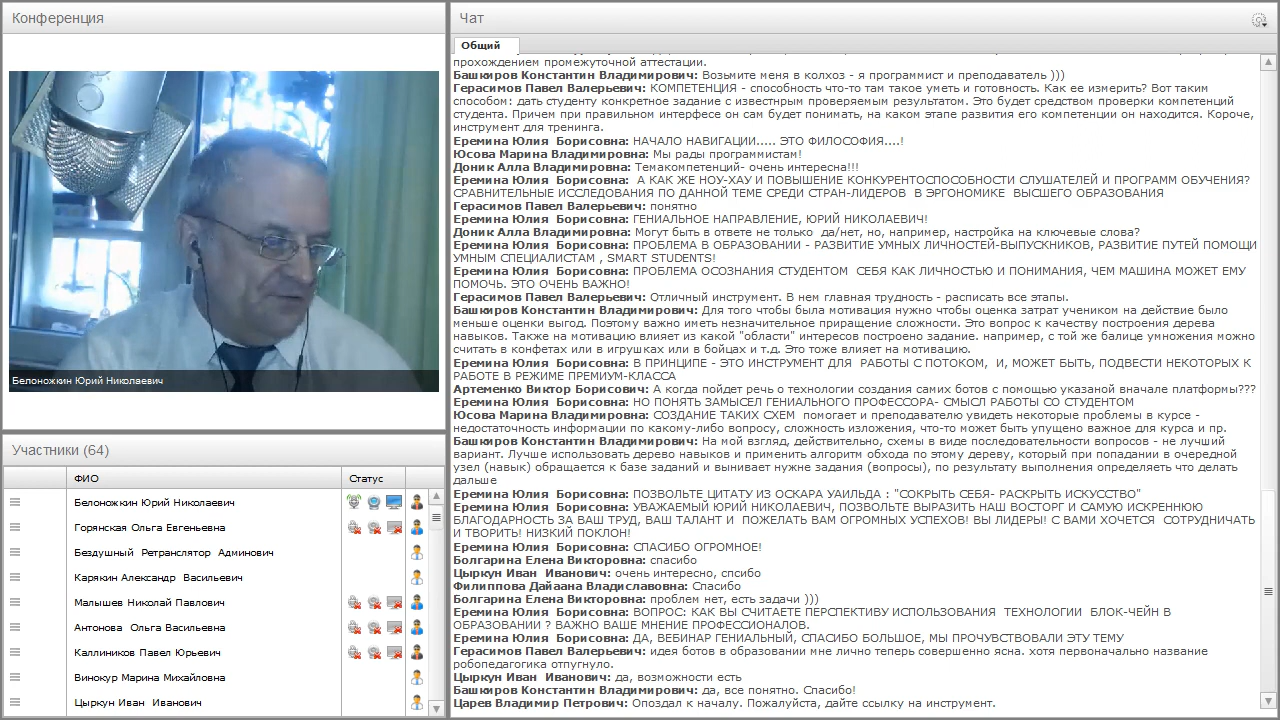 Конференция
Белоножкин Юрий Николаевич
Участники (64)
ФИО Статус
Белоножкин Юрий Николаевич
Горянская Ольга Евгеньевна
Бездушный Ретранслятор Админович
Карякин Александр Васильевич
Малышев Николай Павлович
Антонова Ольга Васильевна
Каллиников Павел Юрьевич
Винокур Марина Михайловна
Цыркун Иван Иванович
Чат
Общий
прохождением промежуточной аттестации.
Башкиров Константин Владимирович: Возьмите меня в колхоз - я программист и преподаватель )))
Герасимов Павел Валерьевич: КОМПЕТЕНЦИЯ - способность что-то там такое уметь и готовность. Как ее измерить? Вот таким
способом: дать студенту конкретное задание с известнрым проверяемым результатом. Это будет средством проверки компетенций
студента. Причем при правильном интерфесе он сам будет понимать, на каком этапе развития его компетенции он находится. Короче,
инструмент для тренинга.
Еремина Юлия Борисовна: НАЧАЛО НАВИГАЦИИ..... ЭТО ФИЛОСОФИЯ....!
Юсова Марина Владимировна: Мы рады программистам!
Доник Алла Владимировна: Темакомпетенций- очень интересна!!!
Еремина Юлия Борисовна: А КАК ЖЕ НОУ-ХАУ И ПОВЫШЕНИЕ КОНКУРЕНТОСПОСОБНОСТИ СЛУШАТЕЛЕЙ И ПРОГРАММ ОБУЧЕНИЯ?
СРАВНИТЕЛЬНЫЕ ИССЛЕДОВАНИЯ ПО ДАННОЙ ТЕМЕ СРЕДИ СТРАН-ЛИДЕРОВ В ЭРГОНОМИКЕ ВЫСШЕГО ОБРАЗОВАНИЯ
Герасимов Павел Валерьевич: понятно
Еремина Юлия Борисовна: ГЕНИАЛЬНОЕ НАПРАВЛЕНИЕ, ЮРИЙ НИКОЛАЕВИЧ!
Доник Алла Владимировна: Могут быть в ответе не только да/нет, но, например, настройка на ключевые слова?
Еремина Юлия Борисовна: ПРОБЛЕМА В ОБРАЗОВАНИИ - РАЗВИТИЕ УМНЫХ ЛИЧНОСТЕЙ-ВЫПУСКНИКОВ, РАЗВИТИЕ ПУТЕЙ ПОМОЩИ
УМНЫМ СПЕЦИАЛИСТАМ , SMART STUDENTS!
Еремина Юлия Борисовна: ПРОБЛЕМА ОСОЗНАНИЯ СТУДЕНТОМ СЕБЯ КАК ЛИЧНОСТЬЮ И ПОНИМАНИЯ, ЧЕМ МАШИНА МОЖЕТ ЕМУ
ПОМОЧЬ. ЭТО ОЧЕНЬ ВАЖНО!
Герасимов Павел Валерьевич: Отличный инструмент. В нем главная трудность - расписать все этапы.
Башкиров Константин Владимирович: Для того чтобы была мотивация нужно чтобы оценка затрат учеником на действие было
меньше оценки выгод. Поэтому важно иметь незначительное приращение сложности. Это вопрос к качеству построения дерева
навыков. Также на мотивацию влияет из какой "области" интересов построено задание. например, с той же балице умножения можно
считать в конфетах или в игрушках или в бойцах и т.д. Это тоже влияет на мотивацию.
Еремина Юлия Борисовна: В ПРИНЦИПЕ - ЭТО ИНСТРУМЕНТ ДЛЯ РАБОТЫ С ПОТОКОМ, И, МОЖЕТ БЫТЬ, ПОДВЕСТИ НЕКОТОРЫХ К
РАБОТЕ В РЕЖИМЕ ПРЕМИУМ-КЛАССА
Артеменко Виктор Борисович: А когда пойдет речь о технологии создания самих ботов с помощью указаной вначале платформы???
Еремина Юлия Борисовна: НО ПОНЯТЬ ЗАМЫСЕЛ ГЕНИАЛЬНОГО ПРОФЕССОРА- СМЫСЛ РАБОТЫ СО СТУДЕНТОМ
Юсова Марина Владимировна: СОЗДАНИЕ ТАКИХ СХЕМ помогает и преподавателю увидеть некоторые проблемы в курсе -
недостаточность информации по какому-либо вопросу, сложность изложения, что-то может быть упущено важное для курса и пр.
Башкиров Константин Владимирович: На мой взгляд, действительно, схемы в виде последовательности вопросов - не лучший
вариант. Лучше использовать дерево навыков и применить алгоритм обхода по этому дереву, который при попадании в очередной
узел (навык) обращается к базе заданий и вынивает нужне задания (вопросы), по результату выполнения определяеть что делать
дальше
Еремина Юлия Борисовна: ПОЗВОЛЬТЕ ЦИТАТУ ИЗ ОСКАРА УАИЛЬДА : "СОКРЫТЬ СЕБЯ- РАСКРЫТЬ ИСКУССТВО"
Еремина Юлия Борисовна: УВАЖАЕМЫЙ ЮРИЙ НИКОЛАЕВИЧ, ПОЗВОЛЬТЕ ВЫРАЗИТЬ НАШ ВОСТОРГ И САМУЮ ИСКРЕННЮЮ
БЛАГОДАРНОСТЬ ЗА ВАШ ТРУД, ВАШ ТАЛАНТ И ПОЖЕЛАТЬ ВАМ ОГРОМНЫХ УСПЕХОВ! ВЫ ЛИДЕРЫ! С ВАМИ ХОЧЕТСЯ СОТРУДНИЧАТЬ
И ТВОРИТЬ! НИЗКИЙ ПОКЛОН!
Еремина Юлия Борисовна: СПАСИБО ОГРОМНОЕ!
Болгарина Елена Викторовна: спасибо
Цыркун Иван Иванович: очень интересно, спсибо
Филиппова Дайаана Владиславовна: Спасибо
Болгарина Елена Викторовна: проблем нет, есть задачи )))
Еремина Юлия Борисовна: ВОПРОС: КАК ВЫ СЧИТАЕТЕ ПЕРСПЕКТИВУ ИСПОЛЬЗОВАНИЯ ТЕХНОЛОГИИ БЛОК-ЧЕЙН В
ОБРАЗОВАНИИ ? ВАЖНО ВАШЕ МНЕНИЕ ПРОФЕССИОНАЛОВ.
Еремина Юлия Борисовна: ДА, ВЕБИНАР ГЕНИАЛЬНЫЙ, СПАСИБО БОЛЬШОЕ, МЫ ПРОЧУВСТВОВАЛИ ЭТУ ТЕМУ
Герасимов Павел Валерьевич: идея ботов в образовании мне лично теперь совершенно ясна. хотя первоначально название
робопедагогика отпугнуло.
Цыркун Иван Иванович: да, возможности есть
Башкиров Константин Владимирович: да, все понятно. Спасибо!
Царев Владимир Петрович: Опоздал к началу. Пожалуйста, дайте ссылку на инструмент.